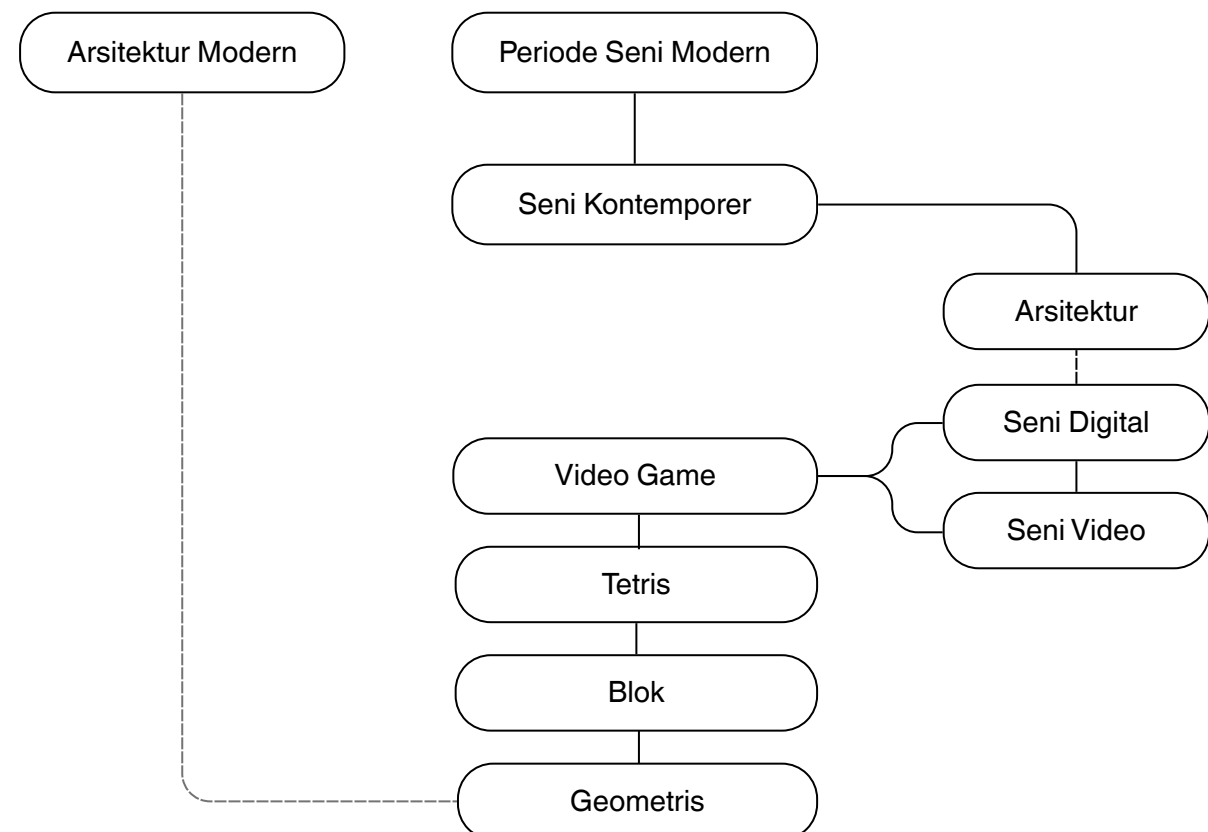 Arsitektur Modern
Periode Seni Modern
Seni Kontemporer
Arsitektur
Seni Digital
Video Game
Seni Video
Tetris
Blok
Geometris